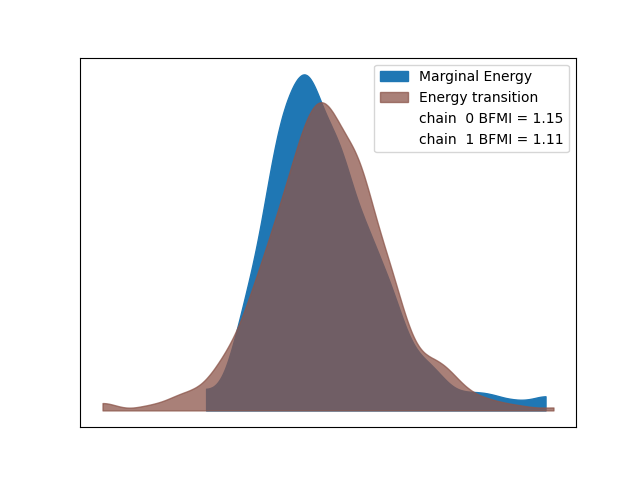 Marginal Energy
Energy transition
chain  0 BFMI = 1.15
chain  1 BFMI = 1.11